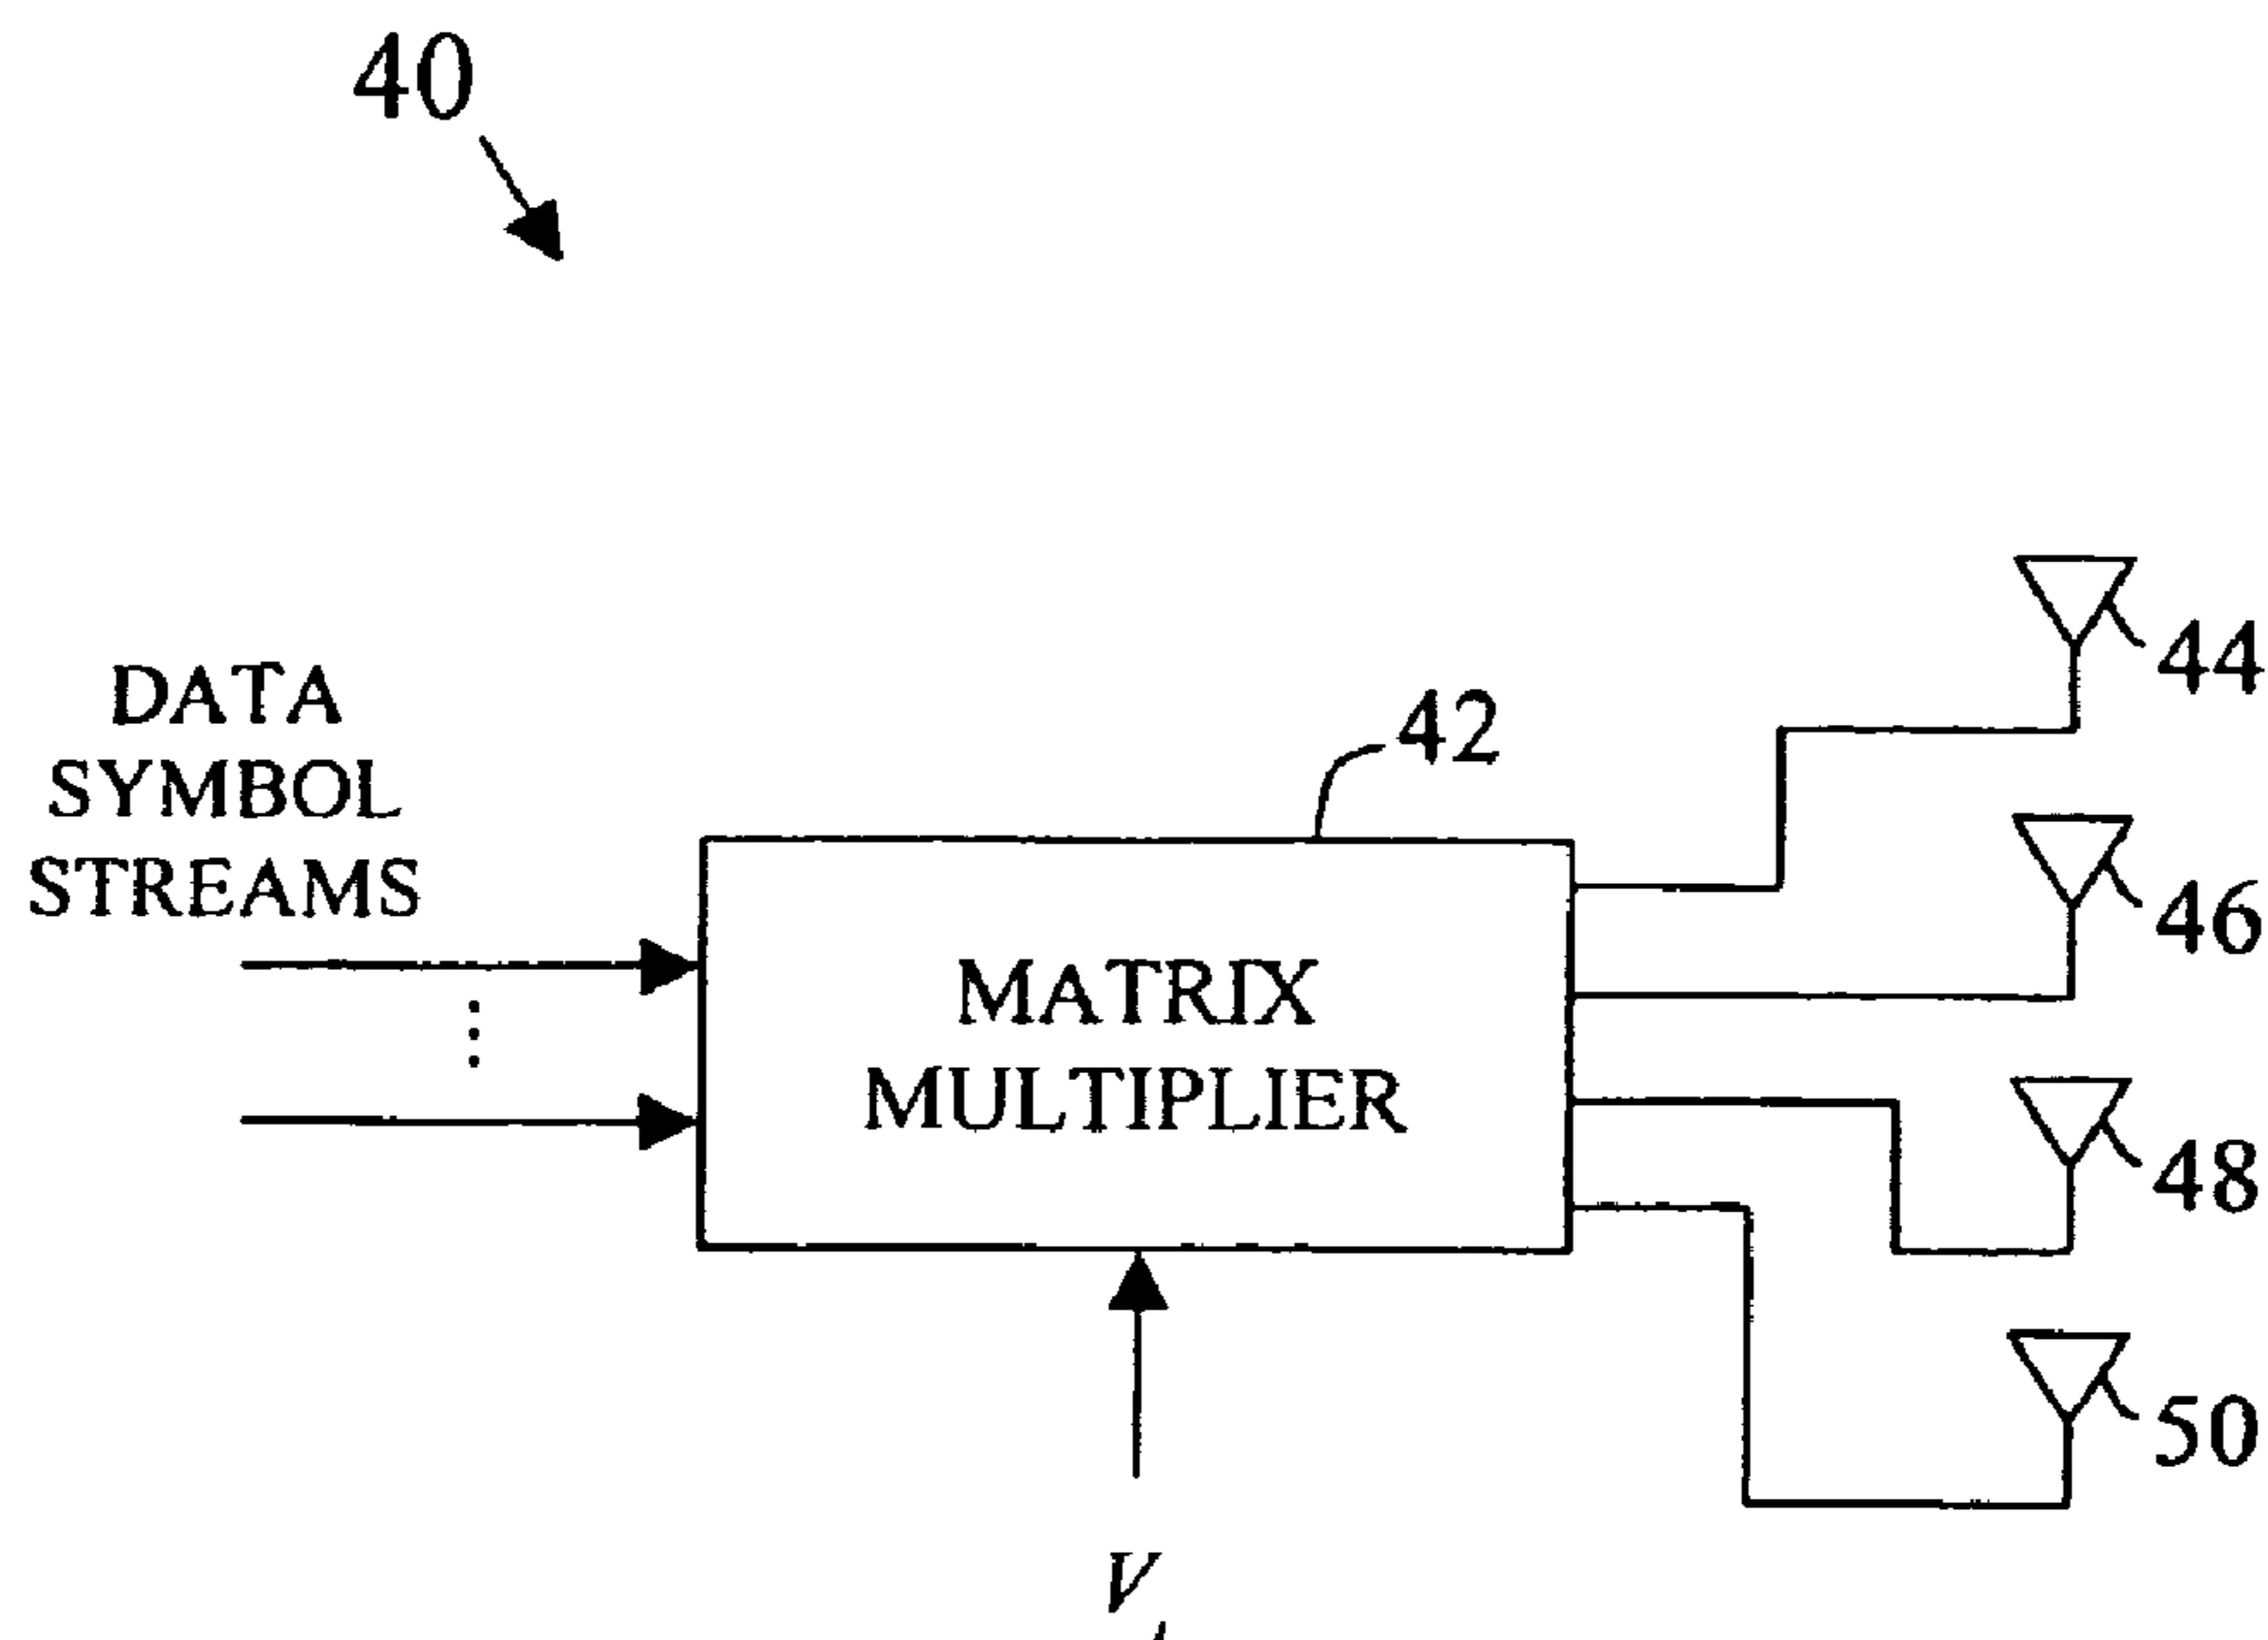 40
44
DATA
SYMBOL
STREAMS
42
46
MATRIX
MULTIPLIER
48
50
V